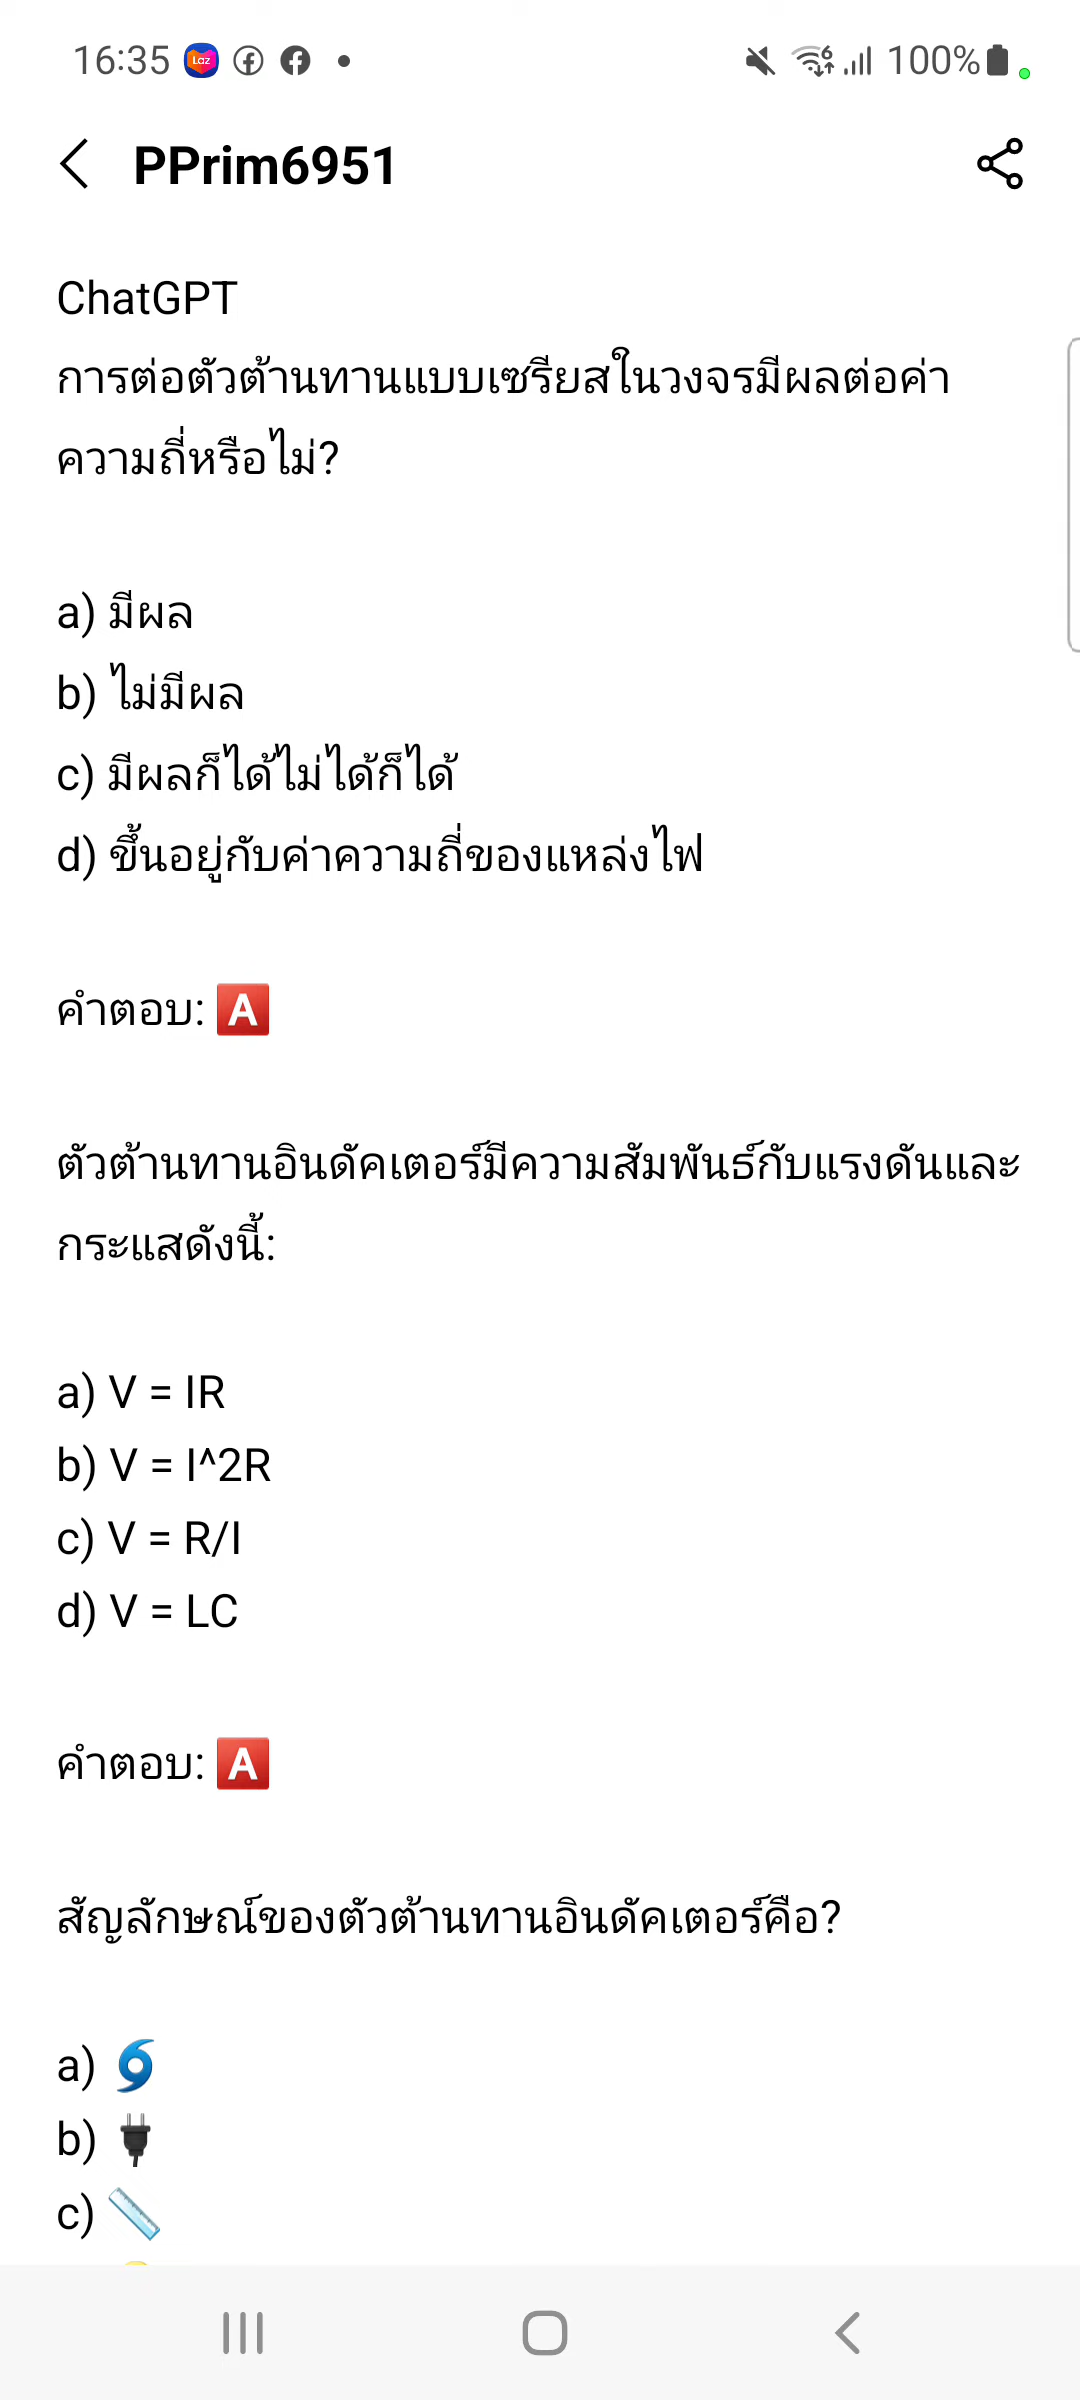 16:35
100%
PPrim6951
ChatGPT
การต่อตัวต้านทานแบบเซรียสในวงจรมีผลต่อค่า
ความถี่หรือไม่?
a) มีผล
b) ไม่มีผล
c) มีผลก็ได้ไม่ได้ก็ได้
d) ขึ้นอยู่กับค่าความถี่ของแหล่งไฟ
คำตอบ: 🅰
ตัวต้านทานอินดัคเตอร์มีความสัมพันธ์กับแรงดันและ
กระแสดังนี้:
a) V = IR
b) V = I^2R
c) V = R/I
d) V = LC
คำตอบ: 🅰
สัญลักษณ์ของตัวต้านทานอินดัคเตอร์คือ?
a) 🌀
b) 🔌
c) 📏